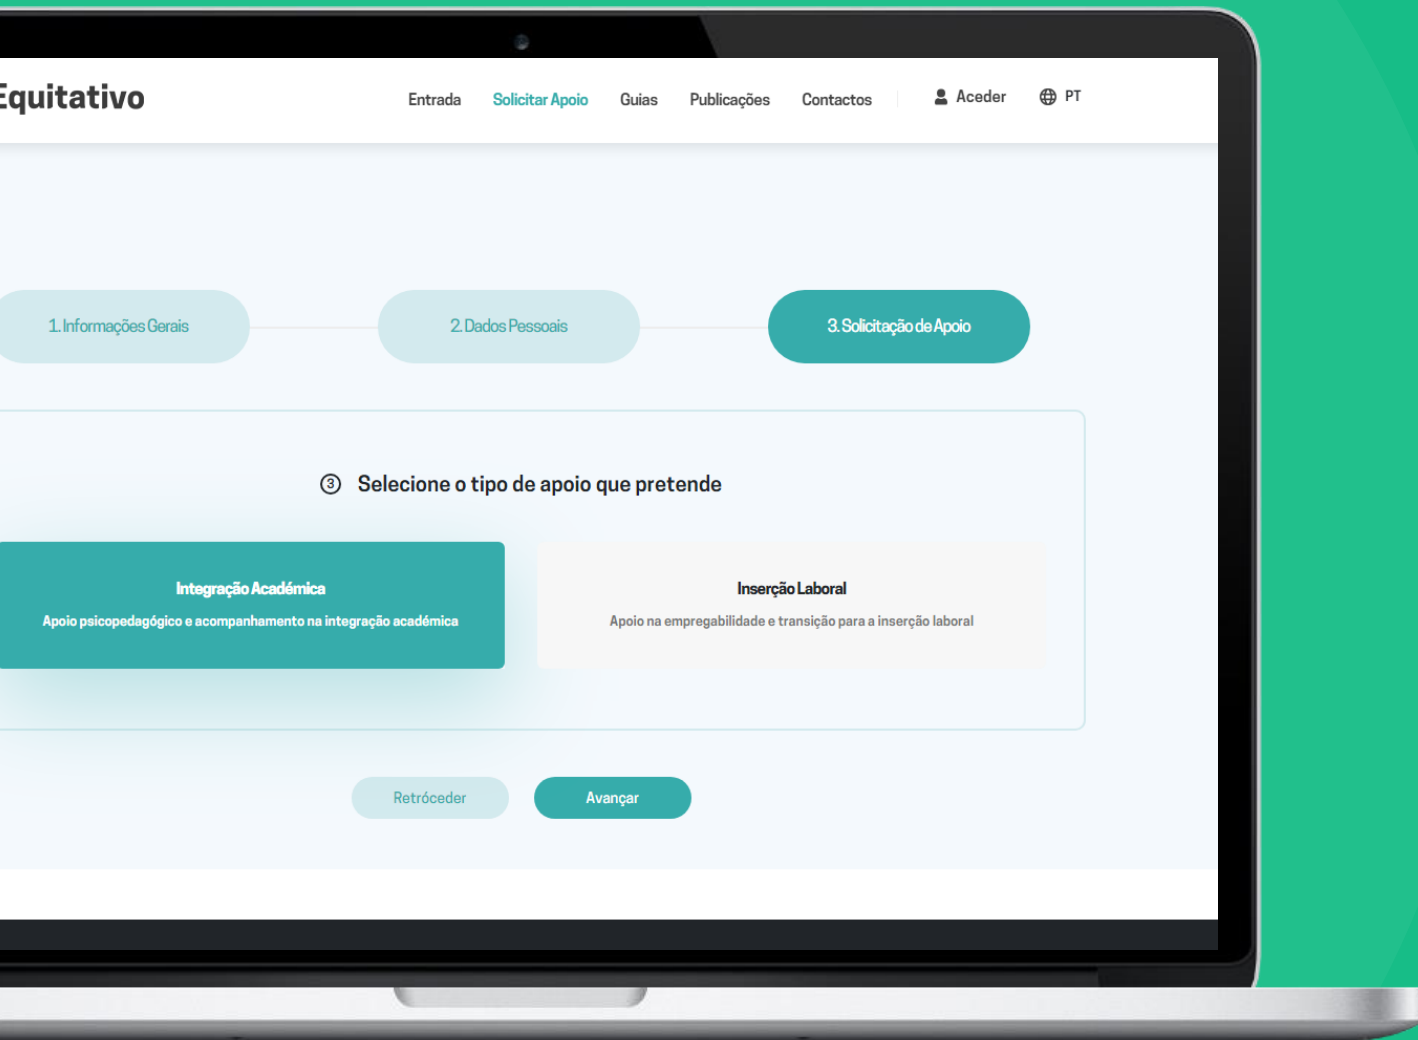 Equitativo
Entrada Solicitar Apoio Guias Publicações Contactos Aceder PT
1. Informações Gerais 2. Dados Pessoais 3. Solicitação de Apoio
3 Selecione o tipo de apoio que pretende
Integração Académica
Apoio psicopedagógico e acompanhamento na integração académica
Inserção Laboral
Apoio na empregabilidade e transição para a inserção laboral
Retróceder Avançar